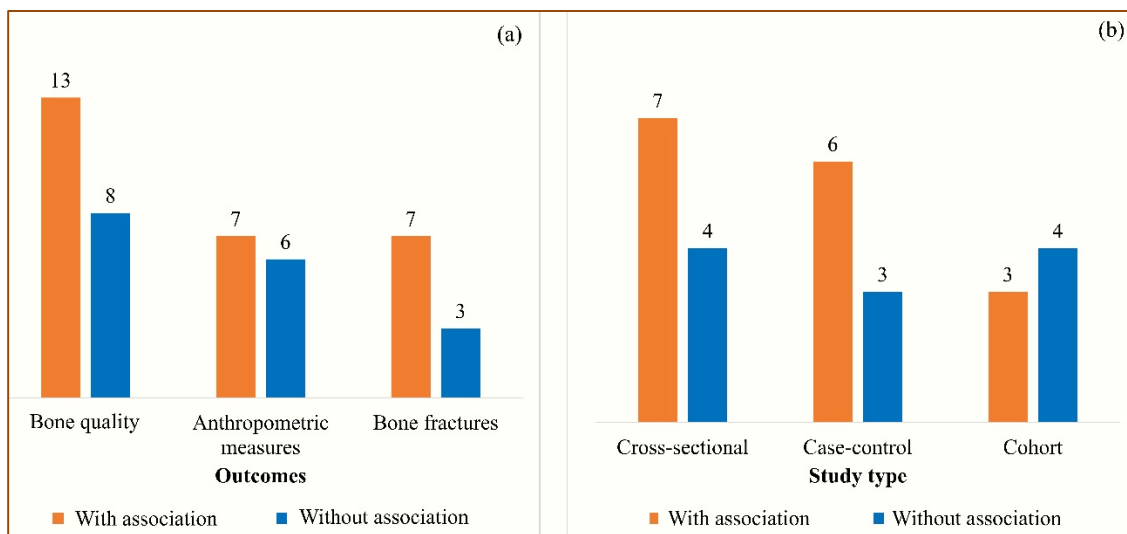 (a)
13
8
7
6
7
3
Bone quality
Anthropometric
measures
Bone fractures
Outcomes
With association
Without association
(b)
7
4
6
3
3
4
Cross-sectional
Case-control
Cohort
Study type
With association
Without association